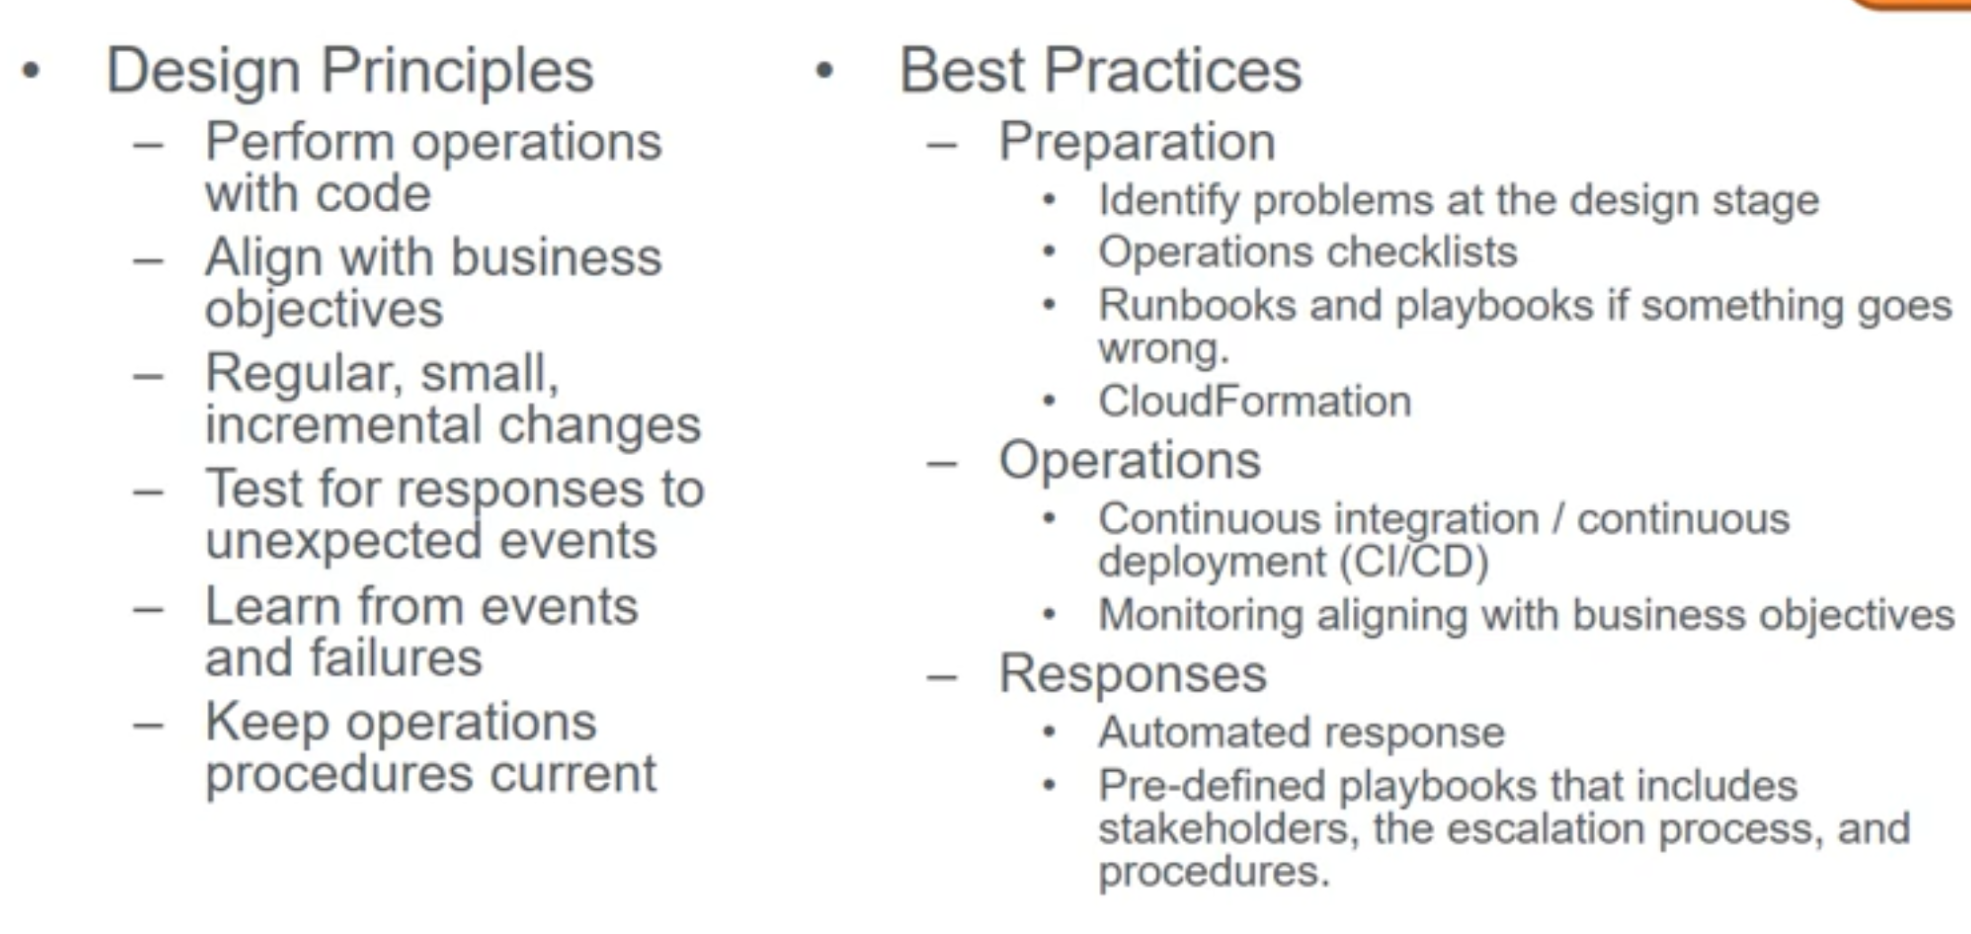 • Design Principles
– Perform operations
with code
– Align with business
objectives
– Regular, small,
incremental changes
– Test for responses to
unexpected events
– Learn from events
and failures
– Keep operations
procedures current
• Best Practices
– Preparation
• Identify problems at the design stage
• Operations checklists
• Runbooks and playbooks if something goes
wrong.
• CloudFormation
– Operations
• Continuous integration / continuous
deployment (CI/CD)
• Monitoring aligning with business objectives
– Responses
• Automated response
• Pre-defined playbooks that includes
stakeholders, the escalation process, and
procedures.